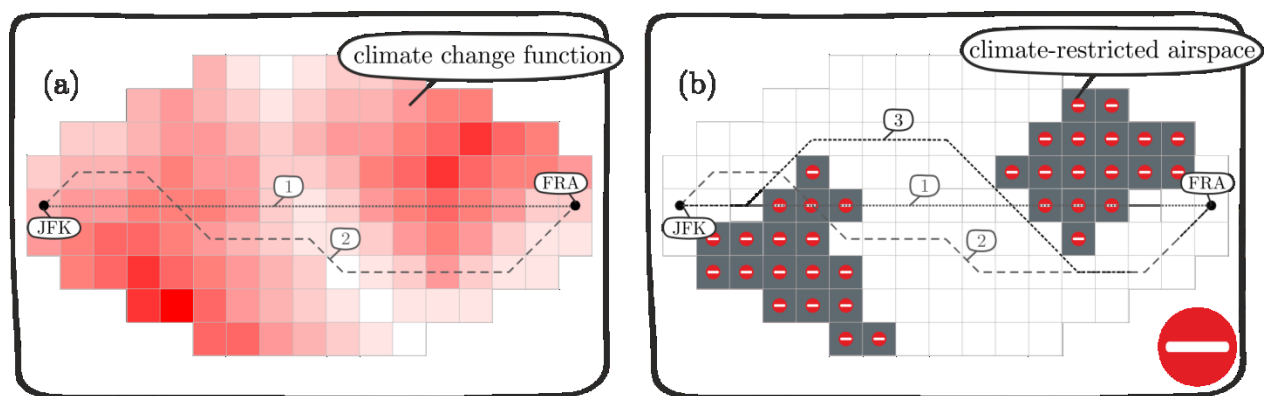 climate change function
(a)
1
FRA
JFK
2
climate-restricted airspace
(b)
3
1
FRA
JFK
2